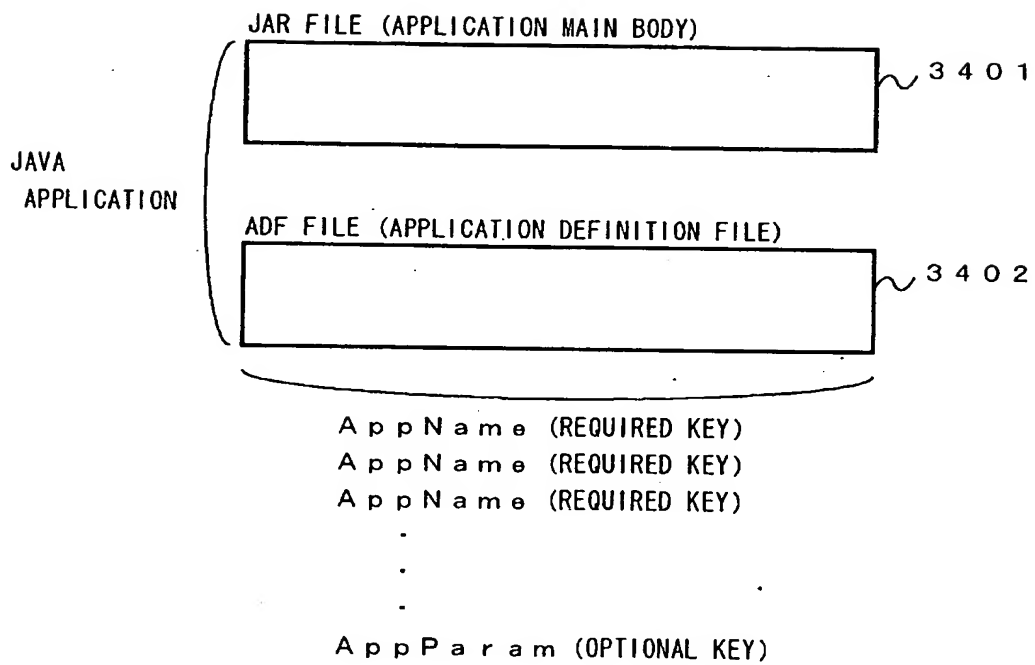 JAR FILE (APPLICATION MAIN BODY)
3401
JAVA
APPLICATION
ADF FILE (APPLICATION DEFINITION FILE)
3402
AppName (REQUIRED KEY)
AppName (REQUIRED KEY)
AppName (REQUIRED KEY)
.
.
.
AppParam (OPTIONAL KEY)